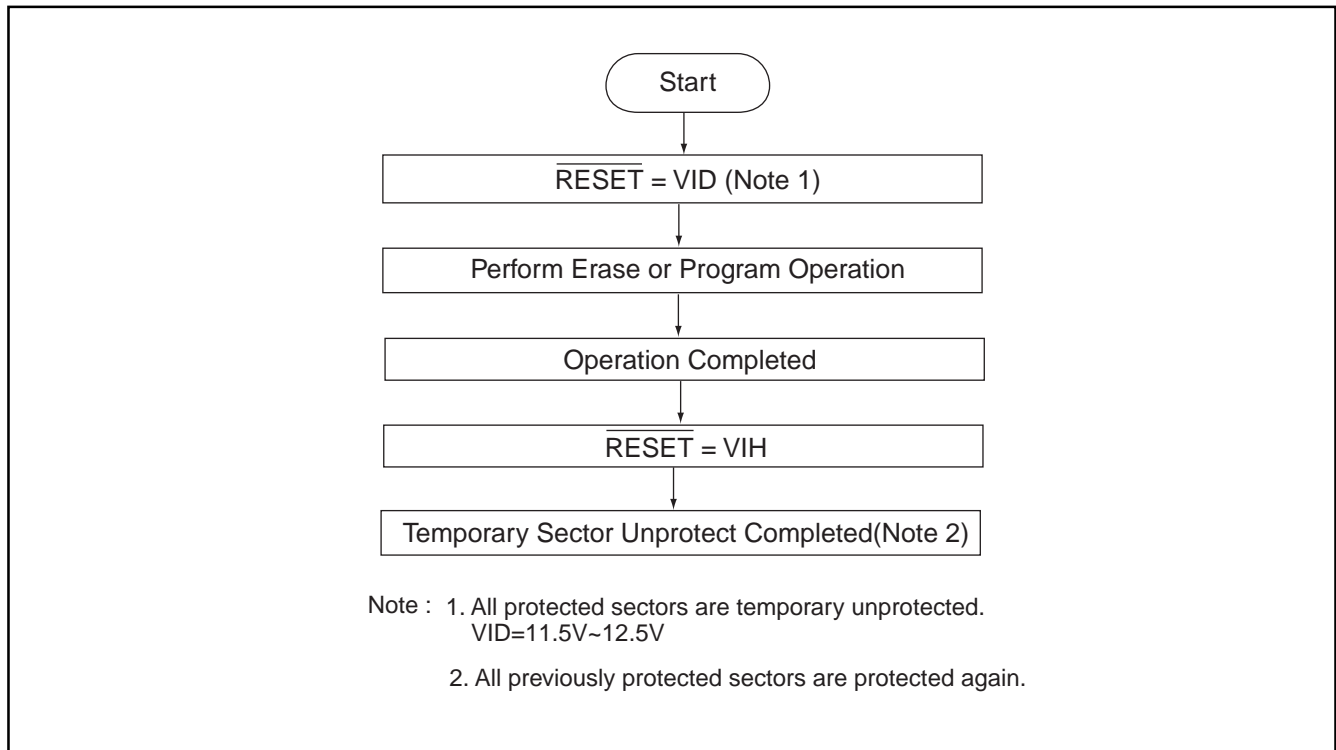 Start
R̅E̅S̅E̅T̅ = VID (Note 1)
Perform Erase or Program Operation
Operation Completed
R̅E̅S̅E̅T̅ = VIH
Temporary Sector Unprotect Completed(Note 2)
Note : 1. All protected sectors are temporary unprotected.
VID=11.5V~12.5V
2. All previously protected sectors are protected again.